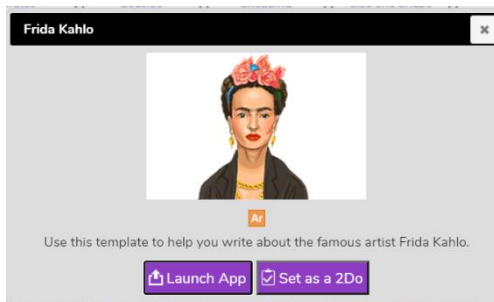 Frida Kahlo
Ar
Use this template to help you write about the famous artist Frida Kahlo.
Launch App
Set as a 2Do